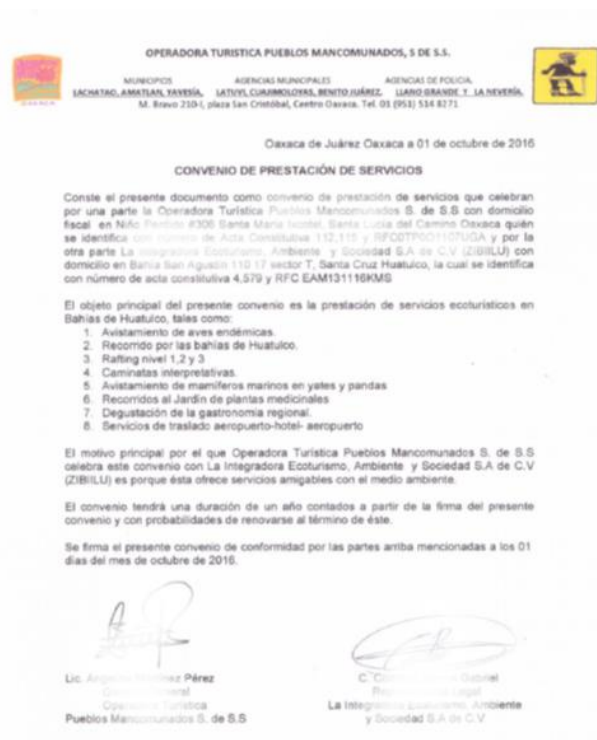 OPERADORA TURISTICA PUEBLOS MANCOMUNADOS, S DE S.S.
MUNICIPIOS AGENCIAS MUNICIPALES AGENCIAS DE POLICIA.
LACHATAO, AMATLAN, YAVESÍA, LATUVI, CUAJIMOLOYAS, BENITO JUÁREZ, LLANO GRANDE Y LA NEVERÍA.
M. Bravo 210-I, plaza San Cristóbal, Centro Oaxaca. Tel. 01 (951) 514 8271
OAXACA
Oaxaca de Juárez Oaxaca a 01 de octubre de 2016
CONVENIO DE PRESTACIÓN DE SERVICIOS
Conste el presente documento como convenio de prestación de servicios que celebran
por una parte la Operadora Turística Pueblos Mancomunados S. de S.S con domicilio
fiscal en Niño Perdido #306 Santa María Ixcotel, Santa Lucía del Camino Oaxaca quién
se identifica con número de Acta Constitutiva 112,115 y y por la
otra parte La Integradora Ecoturismo, Ambiente y Sociedad S.A de C.V (ZIBIILU) con
domicilio en Bahía San Agustín 110 17 sector T, Santa Cruz Huatulco, la cual se identifica
con número de acta constitutiva 4,579 y RFC EAM131116KMS
El objeto principal del presente convenio es la prestación de servicios ecoturísticos en
Bahías de Huatulco, tales como:
1. Avistamiento de aves endémicas.
2. Recorrido por las bahías de Huatulco.
3. Rafting nivel 1,2 y 3
4. Caminatas interpretativas.
5. Avistamiento de mamíferos marinos en yates y pandas
6. Recorridos al Jardín de plantas medicinales
7. Degustación de la gastronomía regional.
8. Servicios de traslado aeropuerto-hotel- aeropuerto
El motivo principal por el que Operadora Turística Pueblos Mancomunados S. de S.S
celebra este convenio con La Integradora Ecoturismo, Ambiente y Sociedad S.A de C.V
(ZIBIILU) es porque ésta ofrece servicios amigables con el medio ambiente.
El convenio tendrá una duración de un año contados a partir de la firma del presente
convenio y con probabilidades de renovarse al término de éste.
Se firma el presente convenio de conformidad por las partes arriba mencionadas a los 01
días del mes de octubre de 2016.
Lic. Pérez
General
Operadora Turística
Pueblos Mancomunados S. de S.S
C. Gabriel
Legal
La Integradora Ecoturismo, Ambiente
y Sociedad S.A de C.V